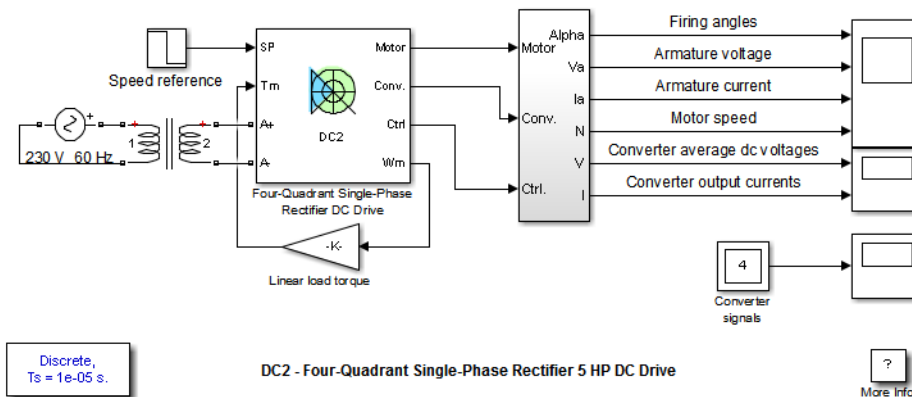 Speed reference
230 V 60 Hz
+
+
1
+
2
SP
Tm
A+
A-
Motor
Conv.
Ctrl
Wm
DC2
Four-Quadrant Single-Phase
Rectifier DC Drive
-K-
Linear load torque
Motor
Conv.
Ctrl.
Alpha
Va
Ia
N
V
I
Firing angles
Armature voltage
Armature current
Motor speed
Converter average dc voltages
Converter output currents
4
Converter
signals
Discrete,
Ts = 1e-05 s.
DC2 - Four-Quadrant Single-Phase Rectifier 5 HP DC Drive
?
More Info